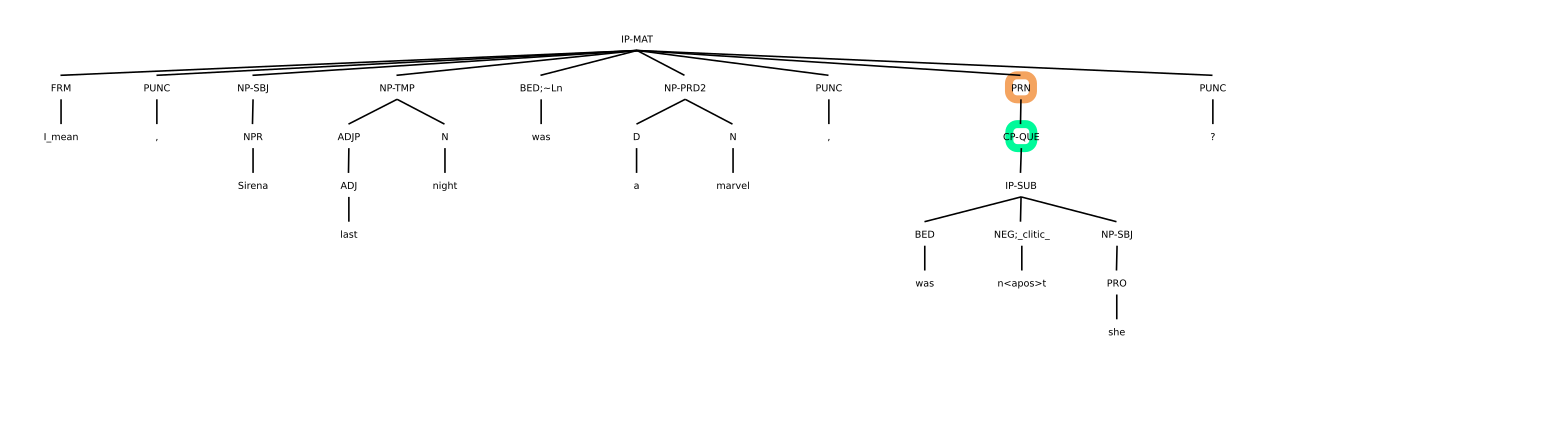 IP-MAT
FRM PUNC NP-SBJ NP-TMP BED;~Ln NP-PRD2 PUNC PRN PUNC
I_mean , NPR ADJP N was D N , CP-QUE ?
Sirena ADJ night a marvel IP-SUB
last BED NEG;_clitic_ NP-SBJ
was n<apos>t PRO
she